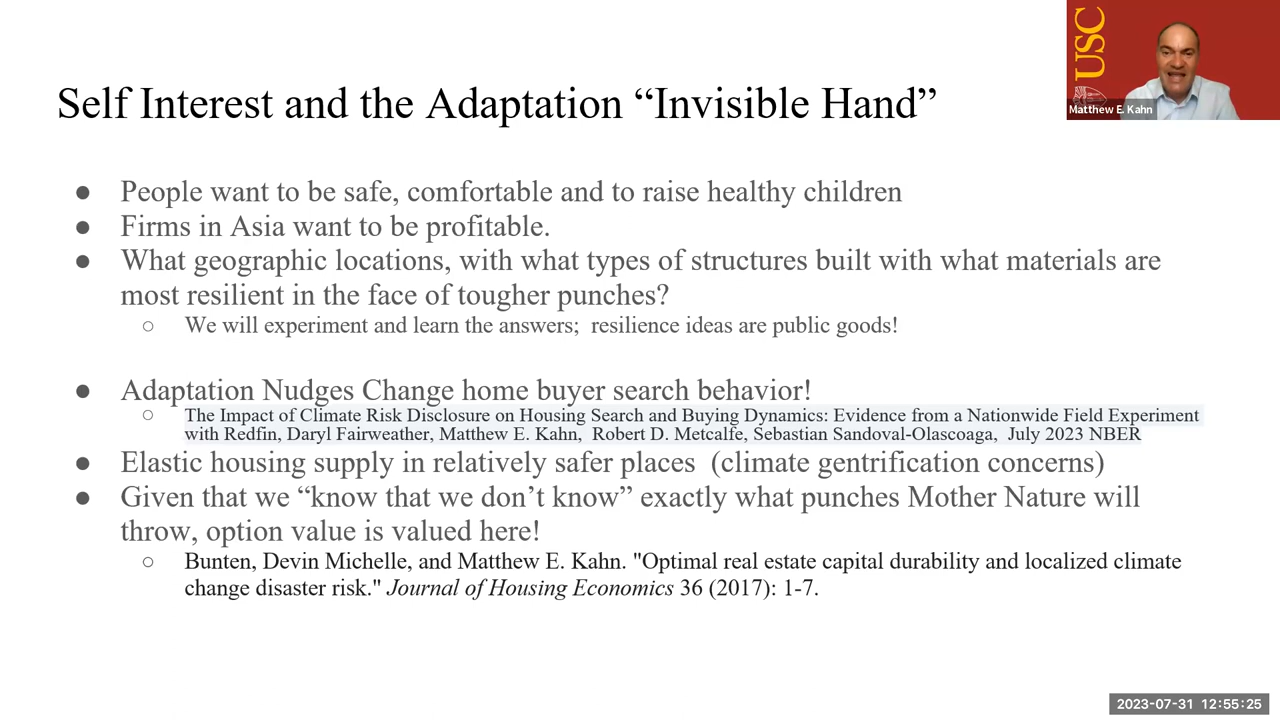 USC
Matthew E. Kahn
Self Interest and the Adaptation “Invisible Hand”
● People want to be safe, comfortable and to raise healthy children
● Firms in Asia want to be profitable.
● What geographic locations, with what types of structures built with what materials are
most resilient in the face of tougher punches?
○ We will experiment and learn the answers;  resilience ideas are public goods!
● Adaptation Nudges Change home buyer search behavior!
○ The Impact of Climate Risk Disclosure on Housing Search and Buying Dynamics: Evidence from a Nationwide Field Experiment
with Redfin, Daryl Fairweather, Matthew E. Kahn,  Robert D. Metcalfe, Sebastian Sandoval-Olascoaga,  July 2023 NBER
● Elastic housing supply in relatively safer places  (climate gentrification concerns)
● Given that we “know that we don’t know” exactly what punches Mother Nature will
throw, option value is valued here!
○ Bunten, Devin Michelle, and Matthew E. Kahn. "Optimal real estate capital durability and localized climate
change disaster risk." Journal of Housing Economics 36 (2017): 1-7.
2023-07-31 12:55:25